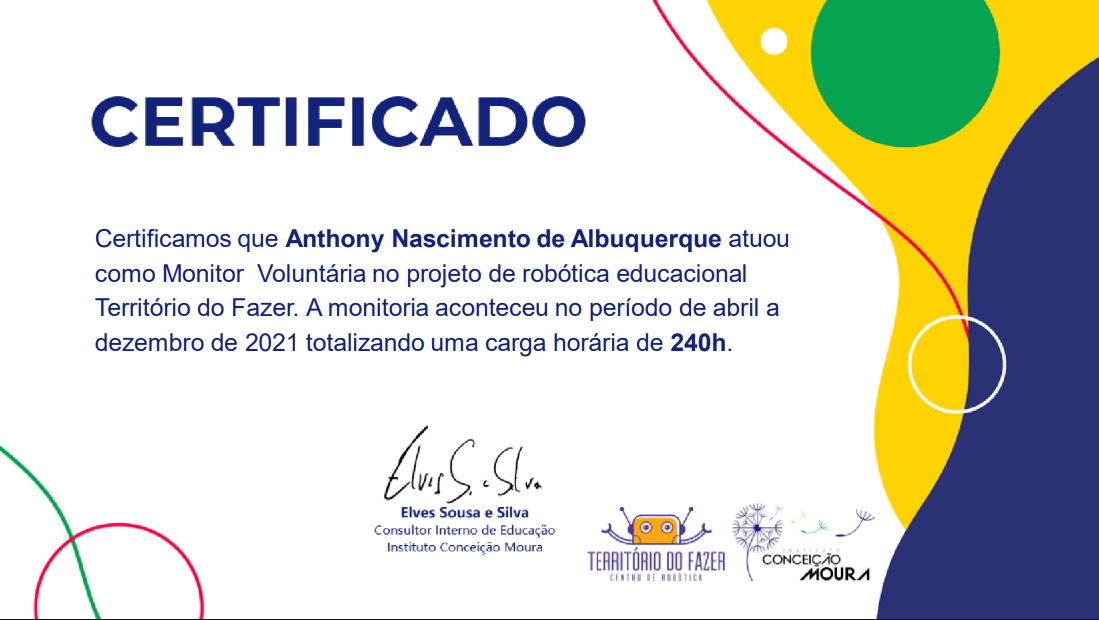 CERTIFICADO
Certificamos que Anthony Nascimento de Albuquerque atuou
como Monitor  Voluntária no projeto de robótica educacional
Território do Fazer. A monitoria aconteceu no período de abril a
dezembro de 2021 totalizando uma carga horária de 240h.
Elves S. e Silva
Elves Sousa e Silva
Consultor Interno de Educação
Instituto Conceição Moura
TERRITÓRIO DO FAZER
CENTRO DE ROBÓTICA
INSTITUTO
CONCEIÇÃO
MOURA